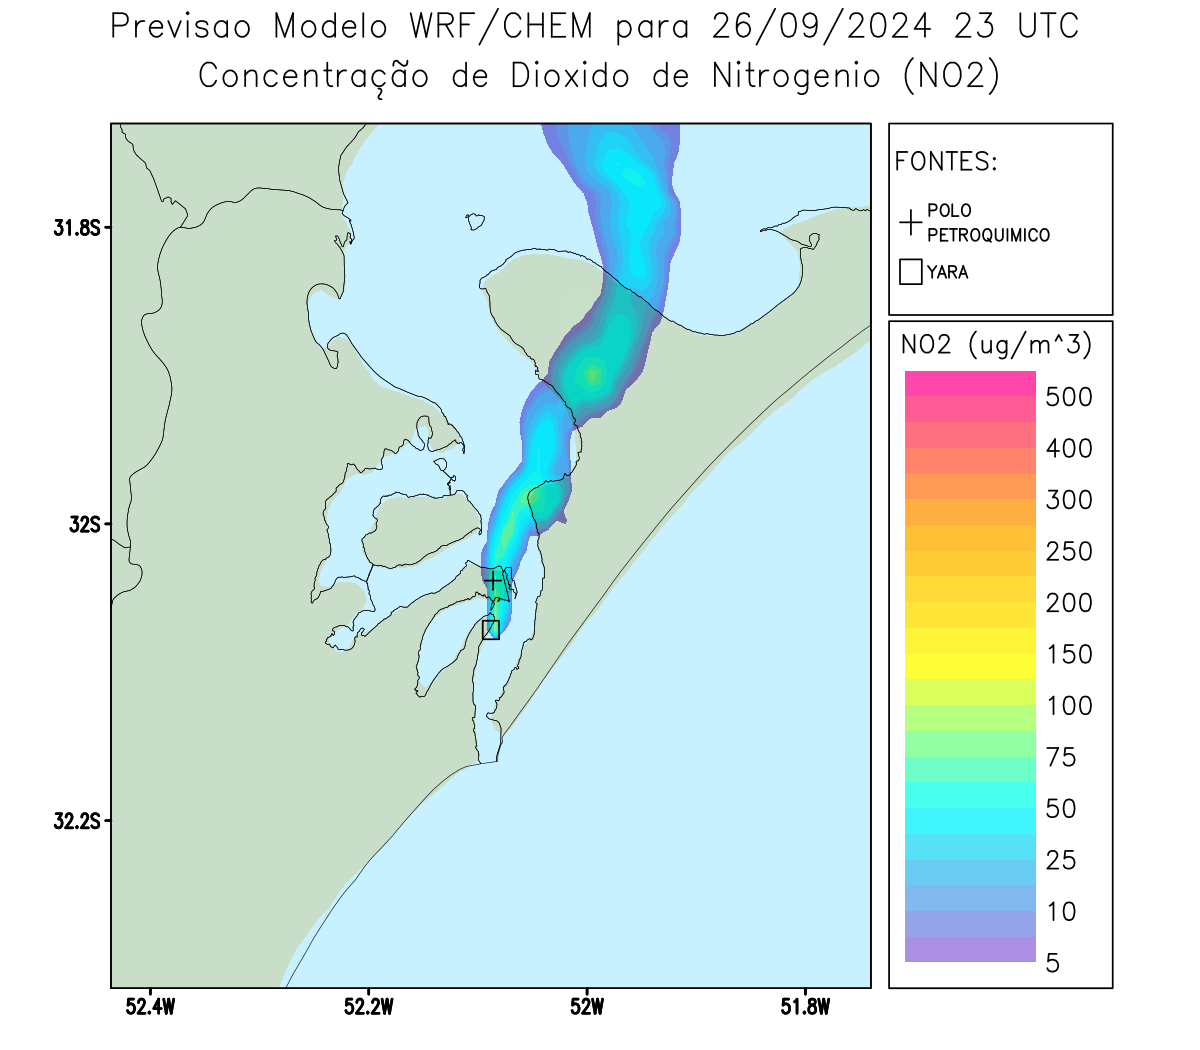 Previsao Modelo WRF/CHEM para 26/09/2024 23 UTC
Concentração de Dioxido de Nitrogenio (NO2)
FONTES:
POLO
PETROQUIMICO
YARA
NO2 (ug/m^3)
500
400
300
250
200
150
100
75
50
25
10
5
31.8S
32S
32.2S
52.4W
52.2W
52W
51.8W